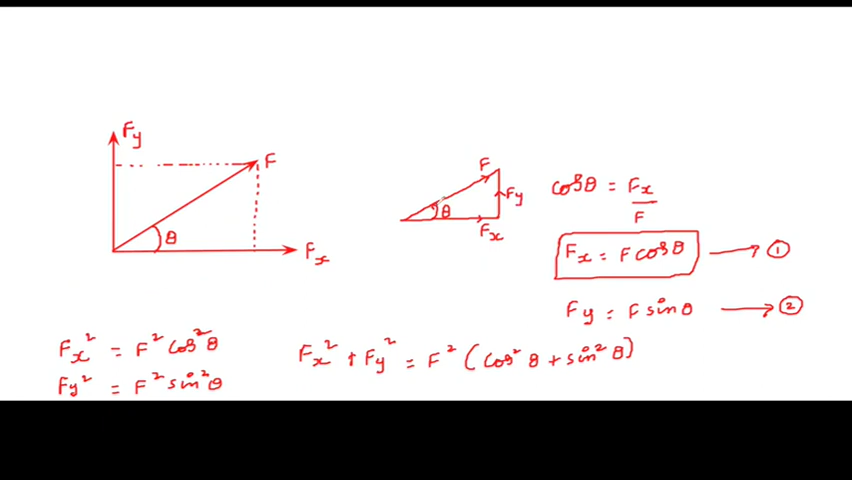 Fy
F
θ
Fx
F
Fy
θ
Fx
cosθ = Fx/F
Fx = F cosθ → ①
Fy = F sinθ → ②
Fx² = F² cos²θ
Fy² = F² sin²θ
Fx² + Fy² = F² (cos²θ + sin²θ)